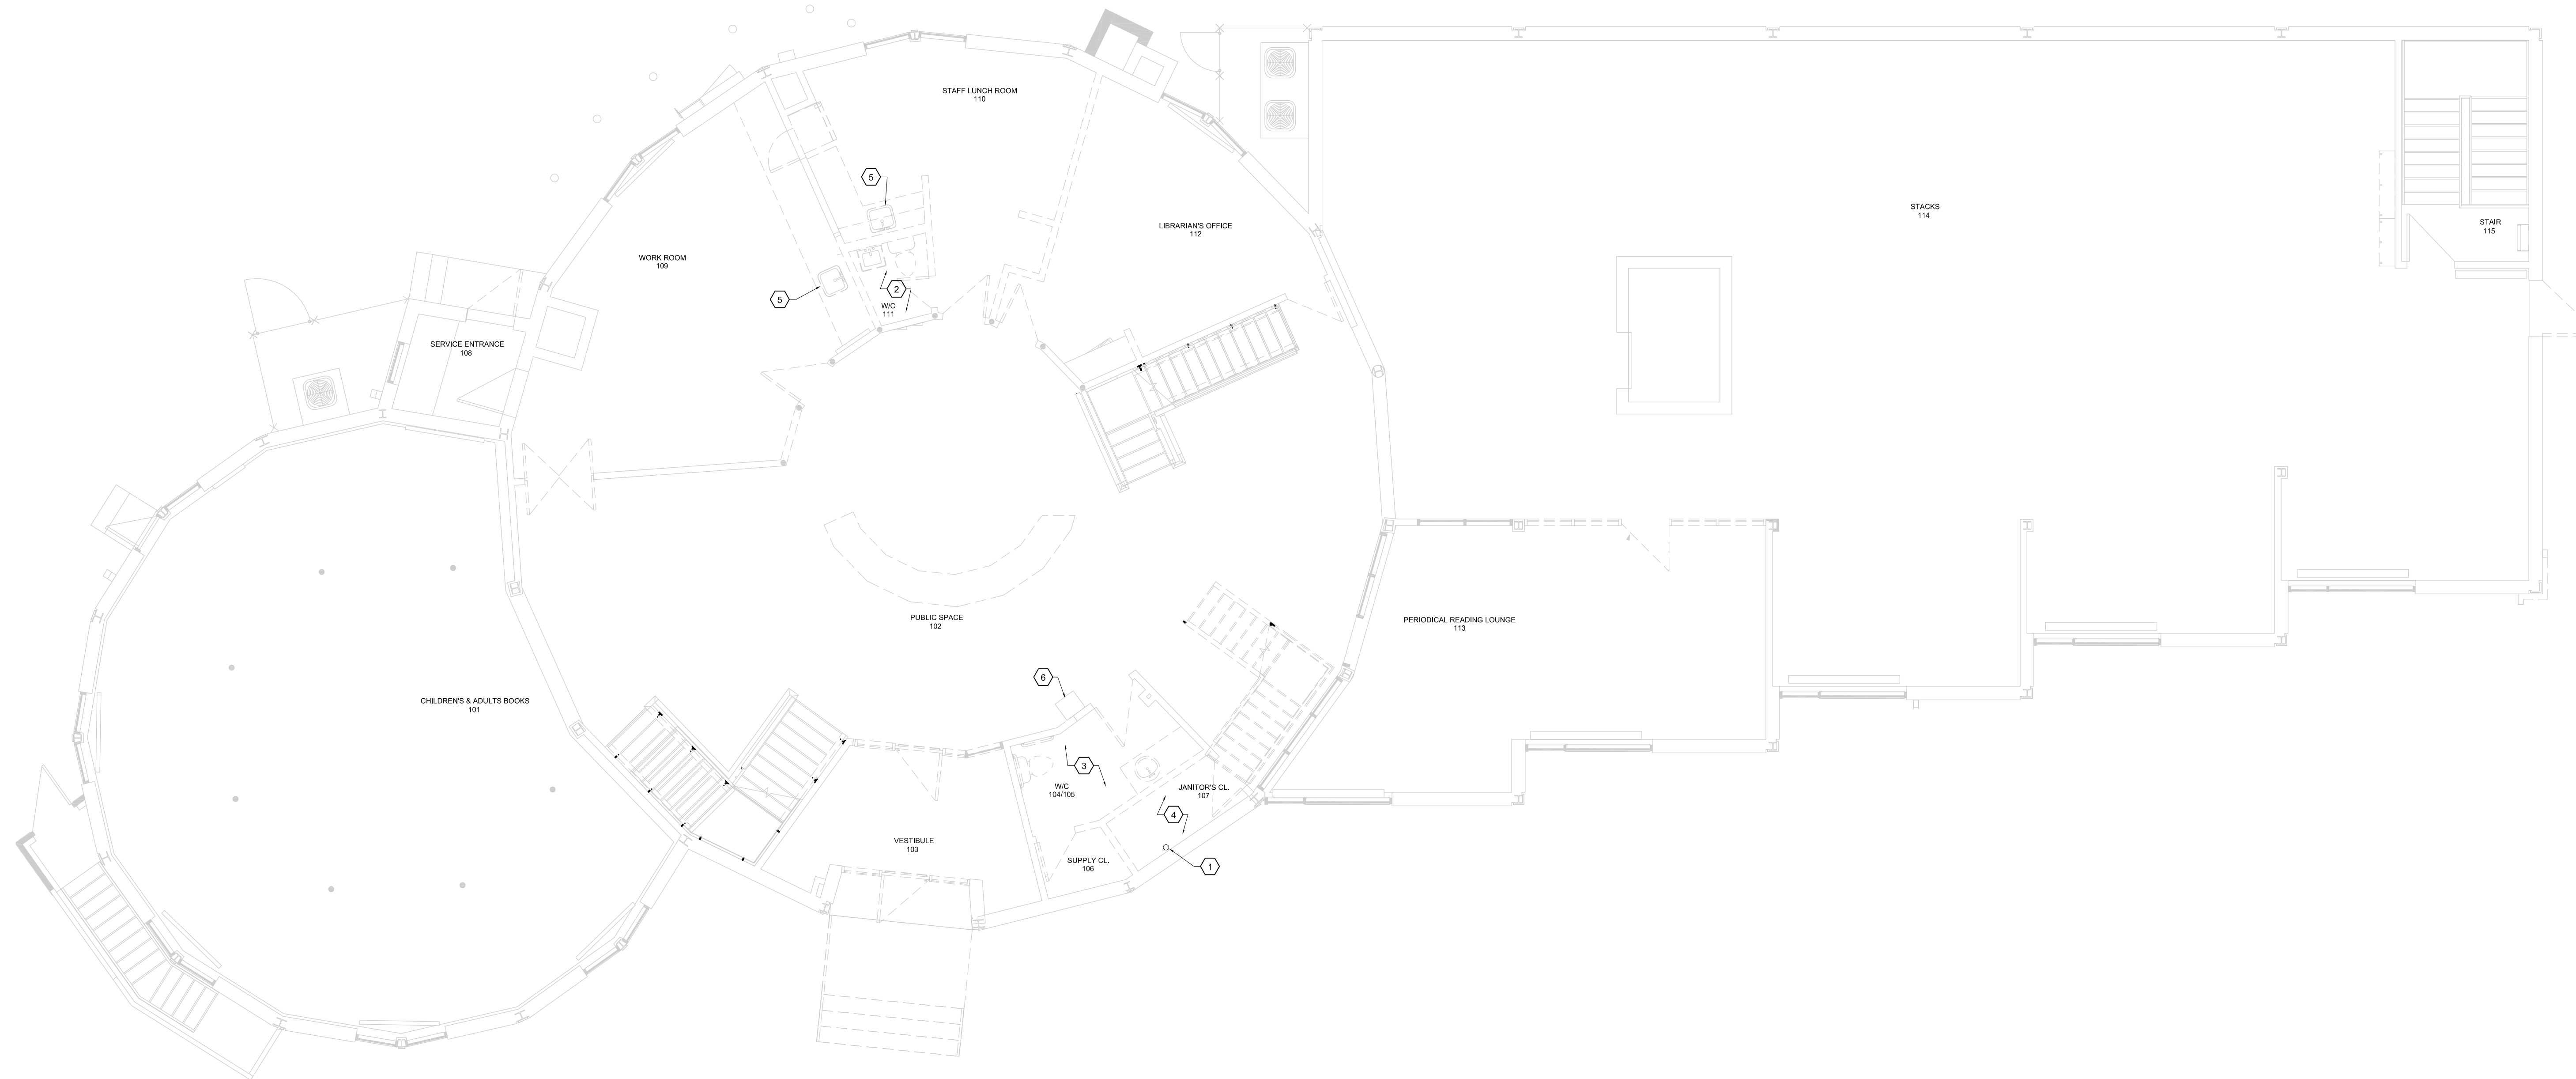 STAFF LUNCH ROOM
110
5
STACKS
114
STAIR
115
LIBRARIAN'S OFFICE
112
WORK ROOM
109
2
5
W/C
111
SERVICE ENTRANCE
108
PUBLIC SPACE
102
PERIODICAL READING LOUNGE
113
6
CHILDREN'S & ADULTS BOOKS
101
3
W/C
104/105
JANITOR'S CL.
107
4
VESTIBULE
103
SUPPLY CL.
106
1